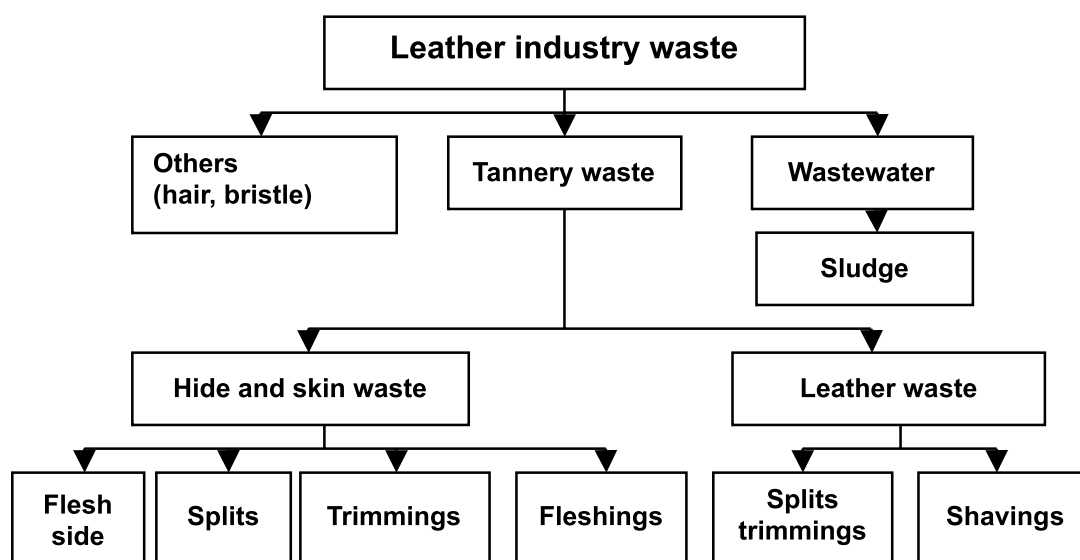 Leather industry waste
Others
(hair, bristle)
Tannery waste
Wastewater
Sludge
Hide and skin waste
Leather waste
Flesh
side
Splits
Trimmings
Fleshings
Splits
trimmings
Shavings